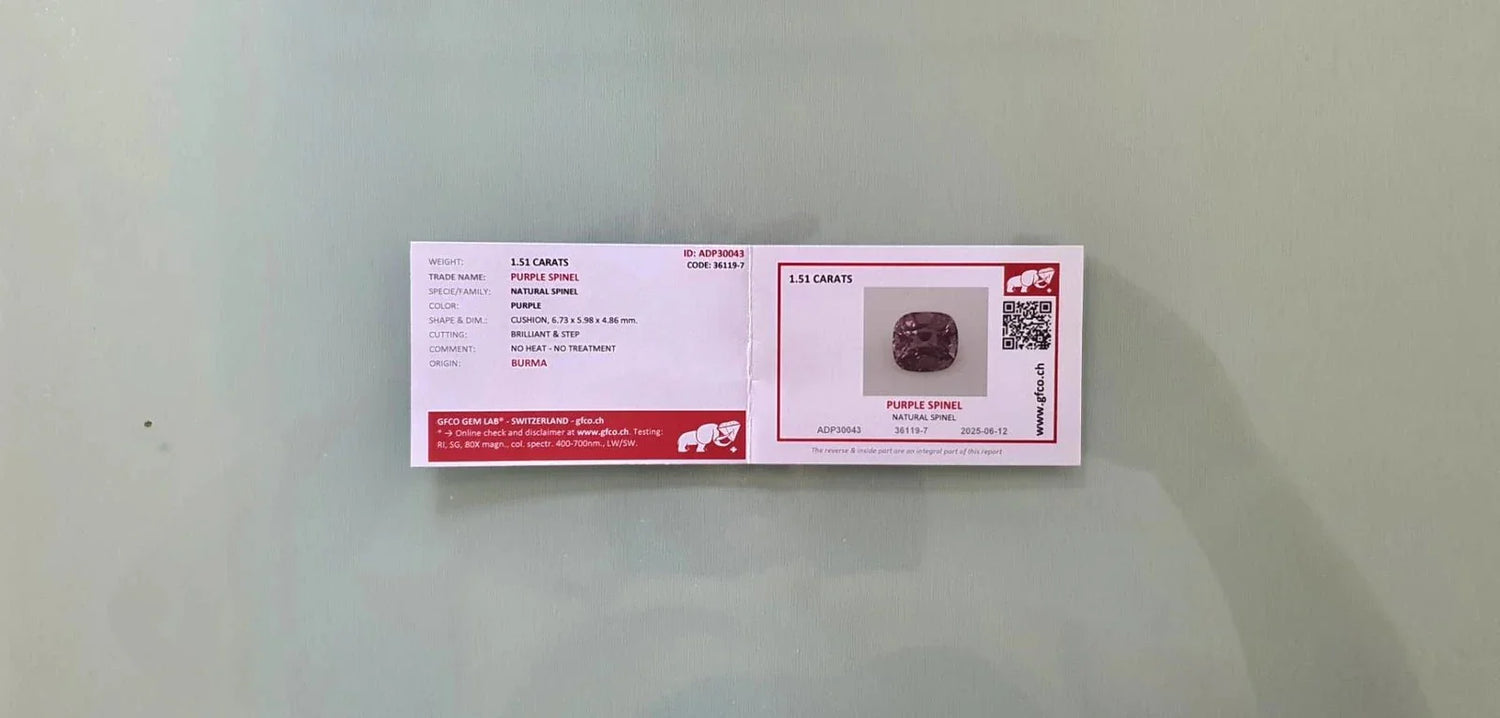 ID: ADP30043
CODE: 36119-7
WEIGHT: 1.51 CARATS
TRADE NAME: PURPLE SPINEL
SPECIE/FAMILY: NATURAL SPINEL
COLOR: PURPLE
SHAPE & DIM.: CUSHION, 6.73 x 5.98 x 4.86 mm.
CUTTING: BRILLIANT & STEP
COMMENT: NO HEAT - NO TREATMENT
ORIGIN: BURMA
GFCO GEM LAB® - SWITZERLAND - gfco.ch
* → Online check and disclaimer at www.gfco.ch. Testing:
RI, SG, 80X magn., col. spectr. 400-700nm., LW/SW.
1.51 CARATS
www.gfco.ch
PURPLE SPINEL
NATURAL SPINEL
ADP30043 36119-7 2025-06-12
The reverse & inside part are an integral part of this report